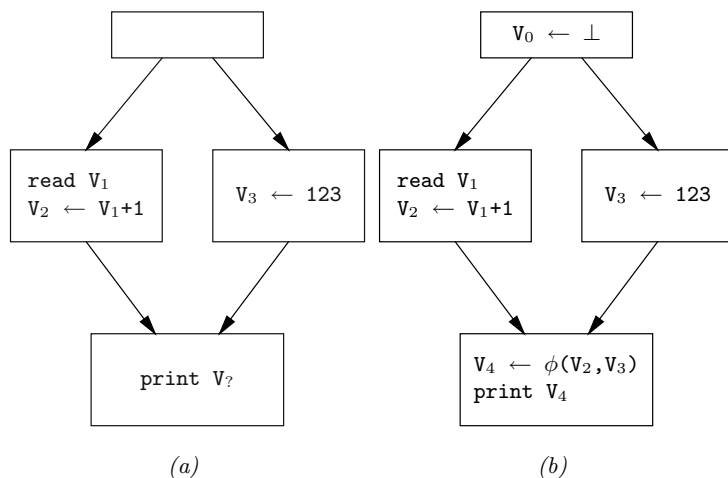 V₀ ← ⊥
read V₁
V₂ ← V₁+1
V₃ ← 123
read V₁
V₂ ← V₁+1
V₃ ← 123
print V?
V₄ ← ϕ(V₂,V₃)
print V₄
(a)
(b)